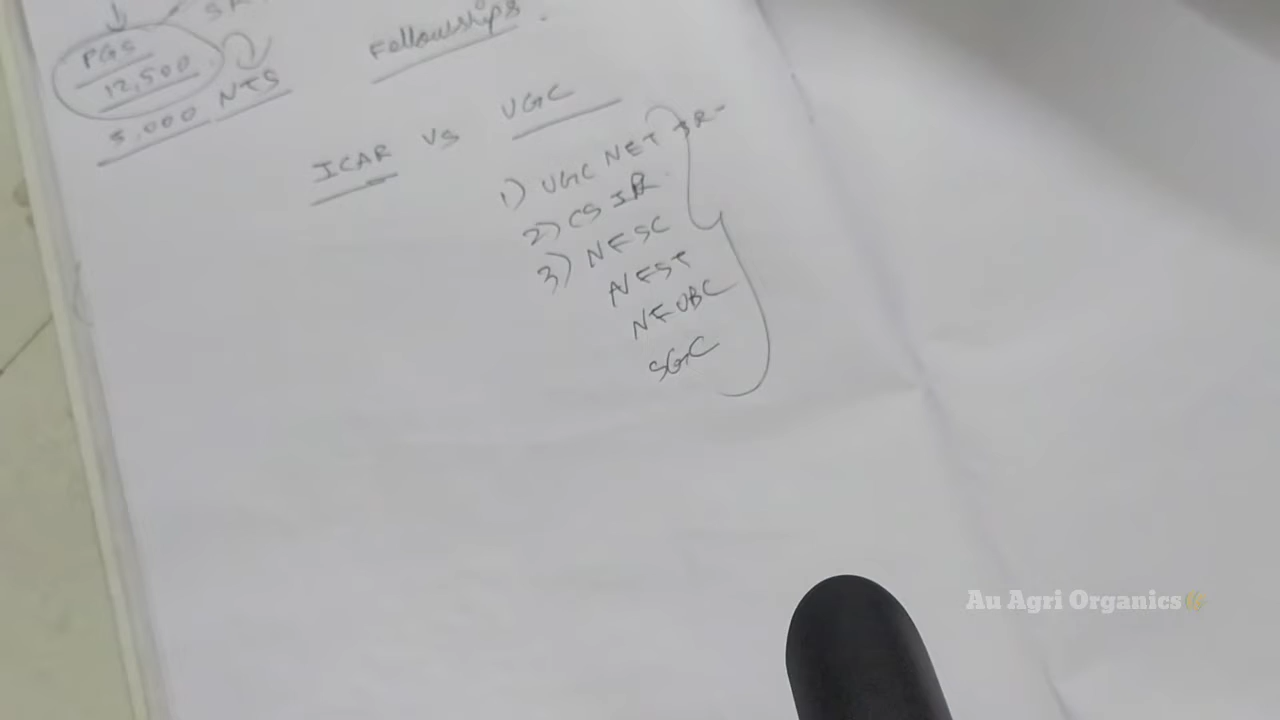 PGS
12,500
5,000 NTS
Fellowships.
ICAR VS UGC
1) UGC NET JR-
2) CSIR
3) NFSC
NFST
NFOBC
SGC
Au Agri Organics